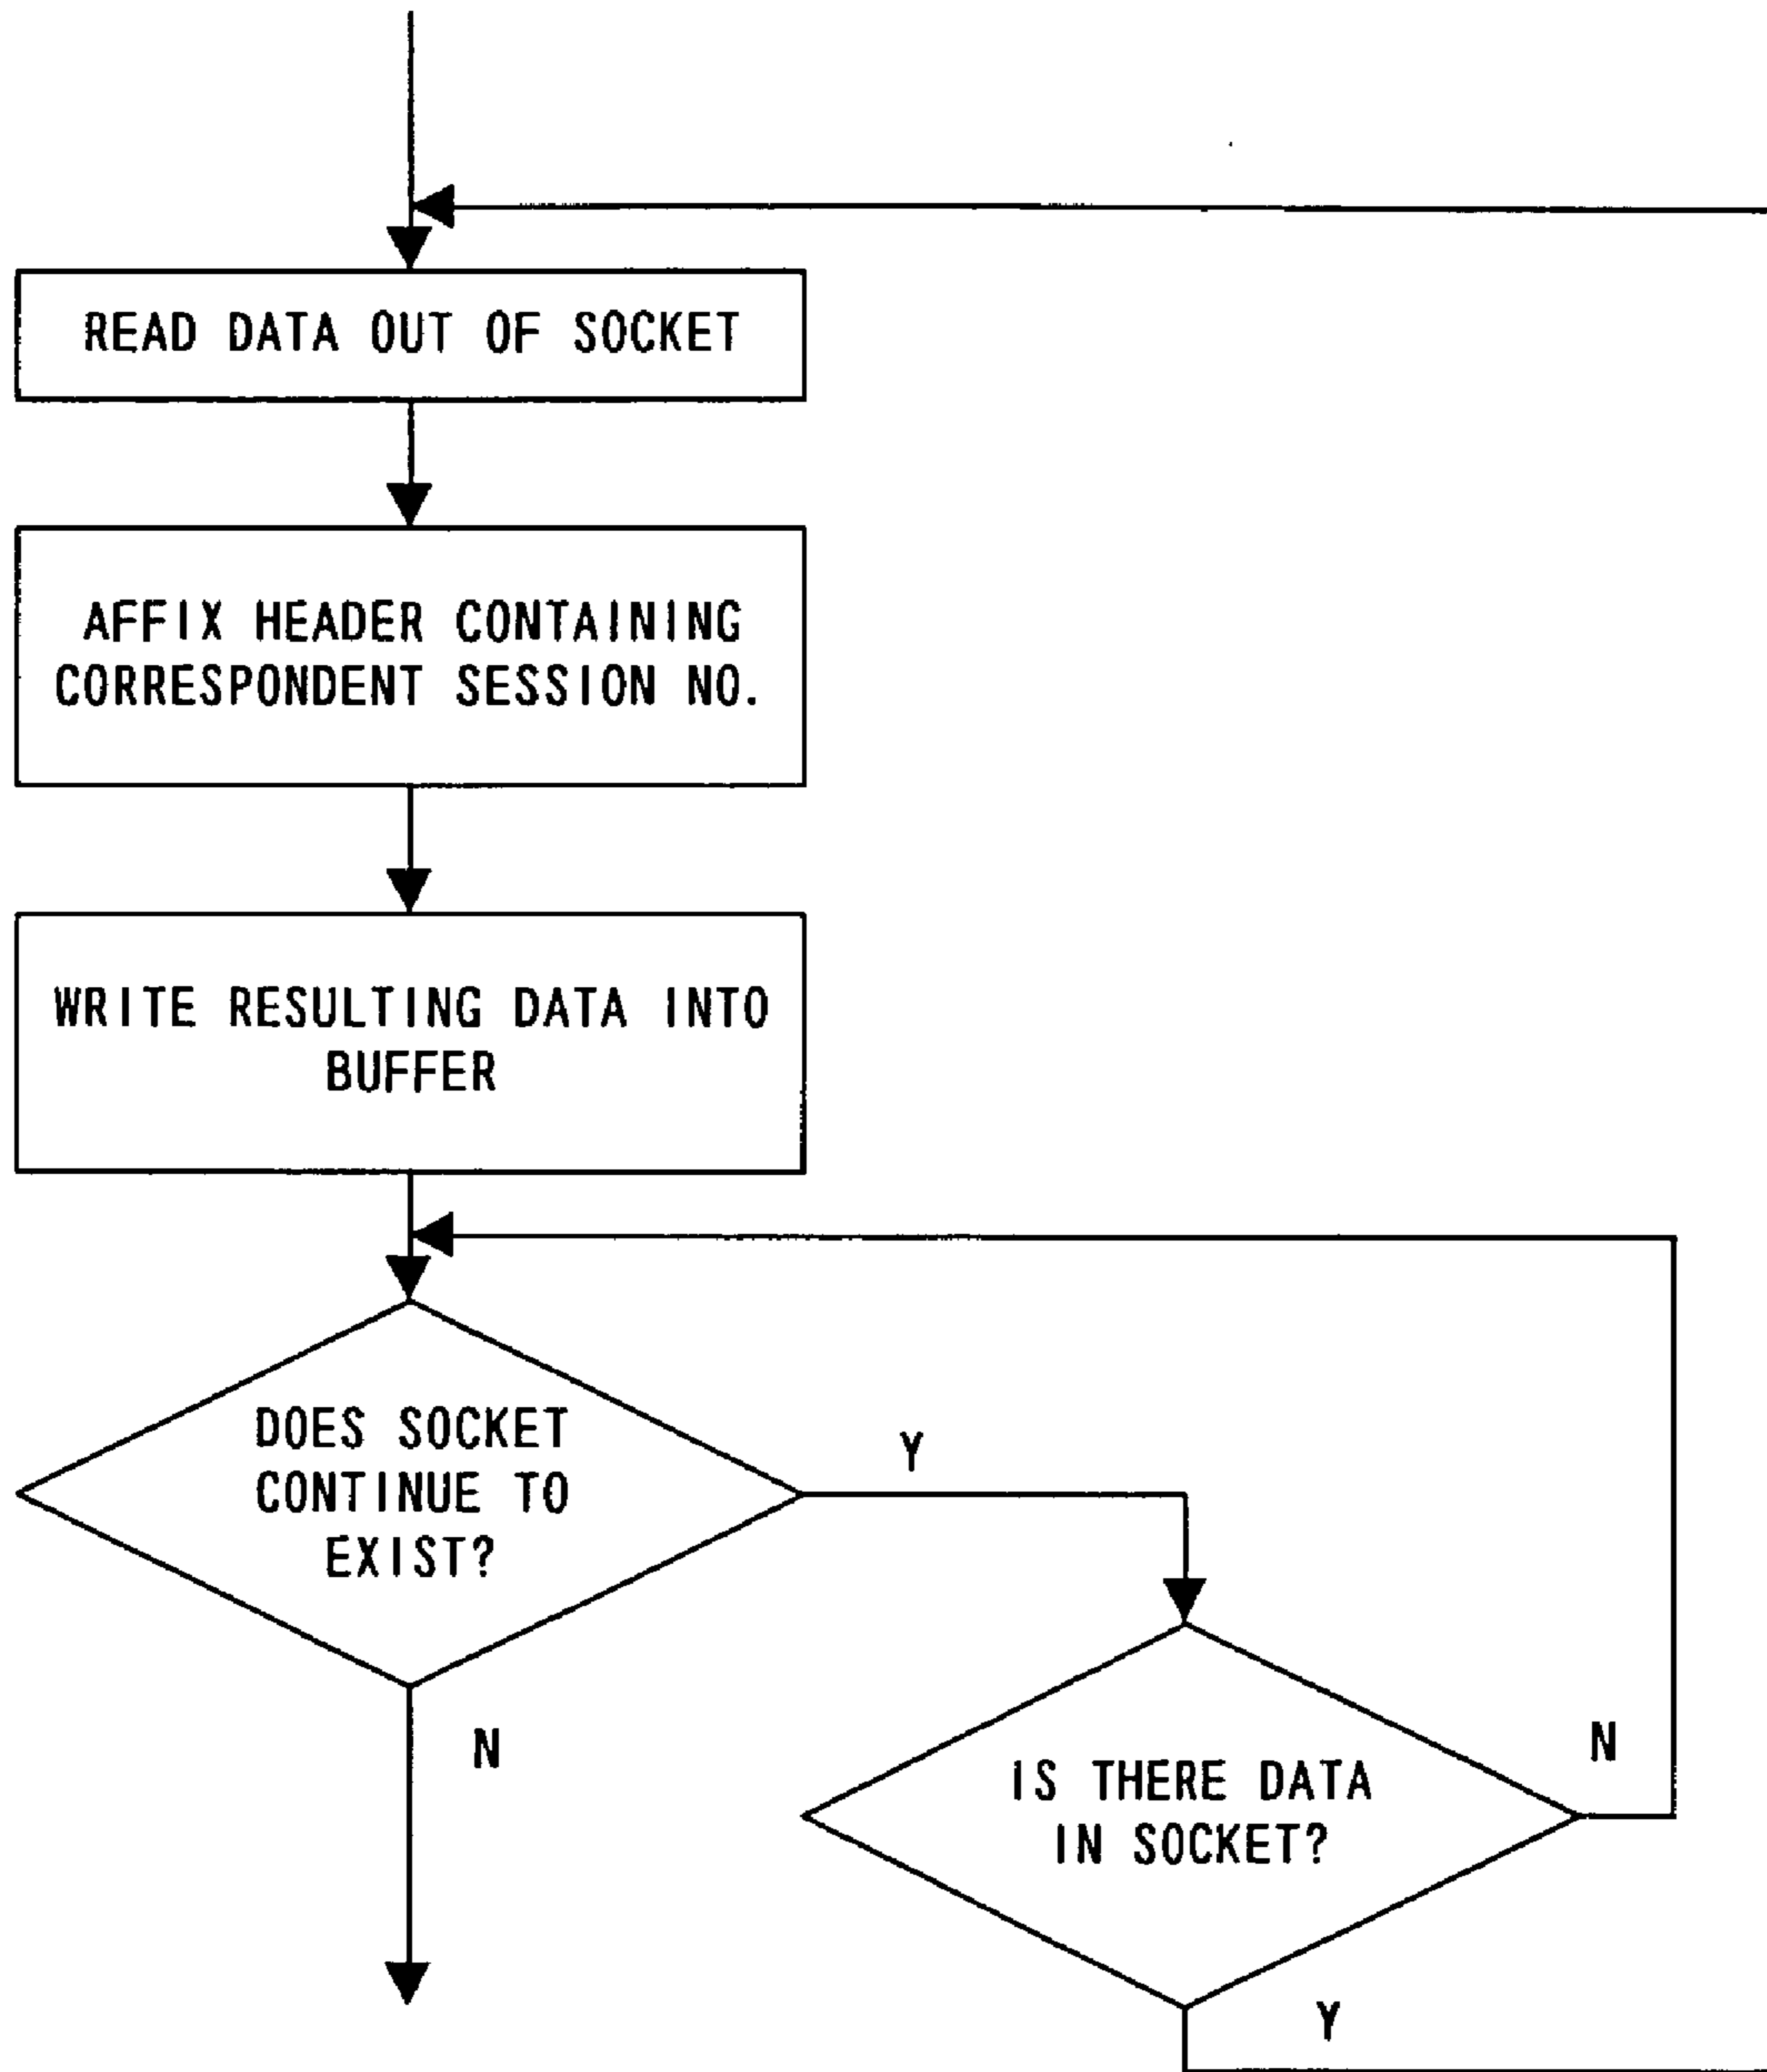 READ DATA OUT OF SOCKET
AFFIX HEADER CONTAINING
CORRESPONDENT SESSION NO.
WRITE RESULTING DATA INTO
BUFFER
DOES SOCKET
CONTINUE TO
EXIST?
Y
N
IS THERE DATA
IN SOCKET?
N
Y